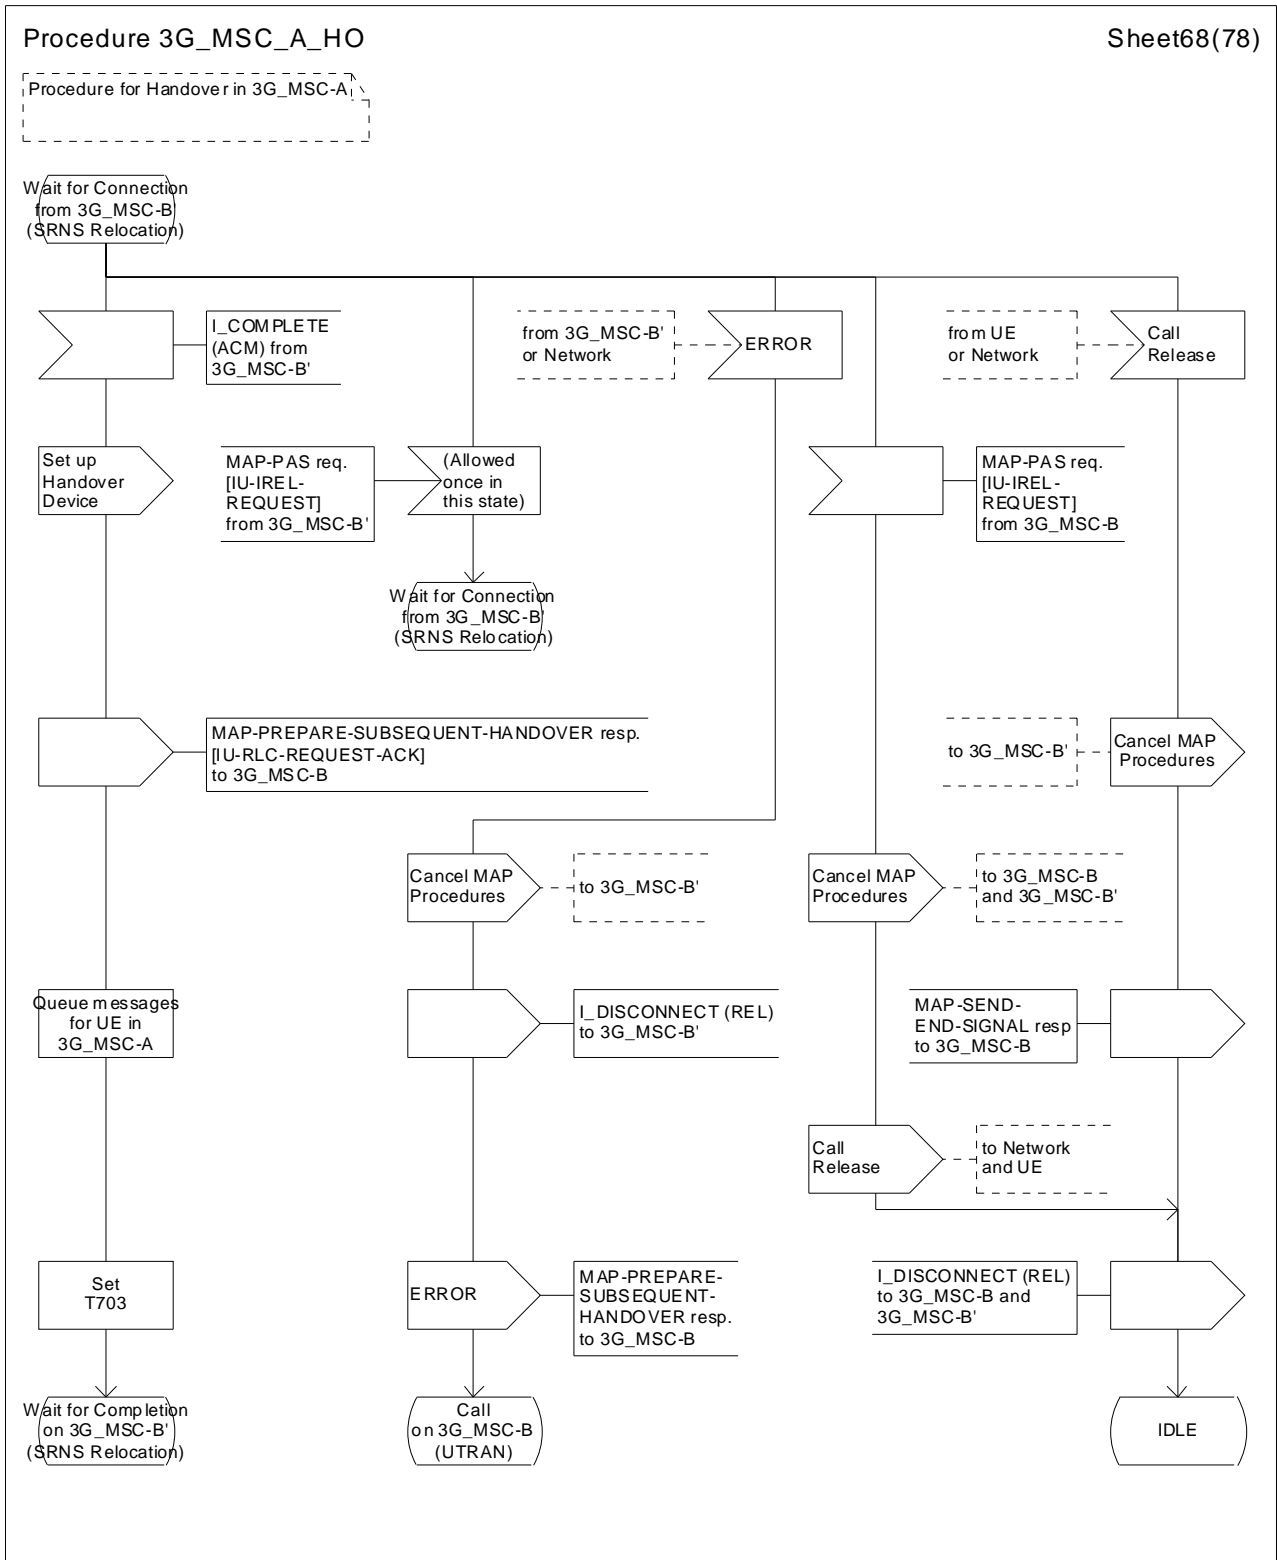 Procedure 3G_MSC_A_HO
Sheet68(78)
Procedure for Handover in 3G_MSC-A
Wait for Connection
from 3G_MSC-B'
(SRNS Relocation)
I_COMPLETE
(ACM) from
3G_MSC-B'
from 3G_MSC-B'
or Network
ERROR
from UE
or Network
Call
Release
Set up
Handover
Device
MAP-PAS req.
[IU-IREL-
REQUEST]
from 3G_MSC-B'
(Allowed
once in
this state)
MAP-PAS req.
[IU-IREL-
REQUEST]
from 3G_MSC-B
Wait for Connection
from 3G_MSC-B'
(SRNS Relocation)
MAP-PREPARE-SUBSEQUENT-HANDOVER resp.
[IU-RLC-REQUEST-ACK]
to 3G_MSC-B
to 3G_MSC-B'
Cancel MAP
Procedures
Cancel MAP
Procedures
to 3G_MSC-B'
Cancel MAP
Procedures
to 3G_MSC-B
and 3G_MSC-B'
Queue messages
for UE in
3G_MSC-A
I_DISCONNECT (REL)
to 3G_MSC-B'
MAP-SEND-
END-SIGNAL resp
to 3G_MSC-B
Call
Release
to Network
and UE
Set
T703
ERROR
MAP-PREPARE-
SUBSEQUENT-
HANDOVER resp.
to 3G_MSC-B
I_DISCONNECT (REL)
to 3G_MSC-B and
3G_MSC-B'
Wait for Completion
on 3G_MSC-B'
(SRNS Relocation)
Call
on 3G_MSC-B
(UTRAN)
IDLE